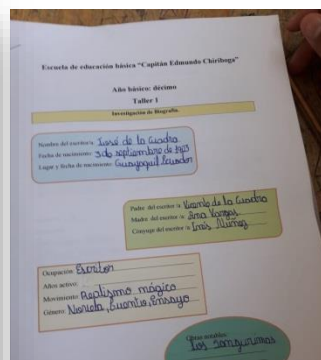 Escuela de educación básica "Capitán Edmundo Chiriboga"
Año básico: décimo
Taller 1
Investigación de Biografía.
Nombre del escritor/a: José de la Cuadra
Fecha de nacimiento: 3 de septiembre de 1903
Lugar y fecha de nacimiento: Guayaquil Ecuador
Padre del escritor /a: Vicente de la Cuadra
Madre del escritor /a: Ana Vargas
Cónyuge del escritor /a: Inés Núñez
Ocupación: Escritor
Años activo:
Movimiento: Realismo mágico
Género: Novela, Cuento, Ensayo
Obras notables:
Los sangurimas